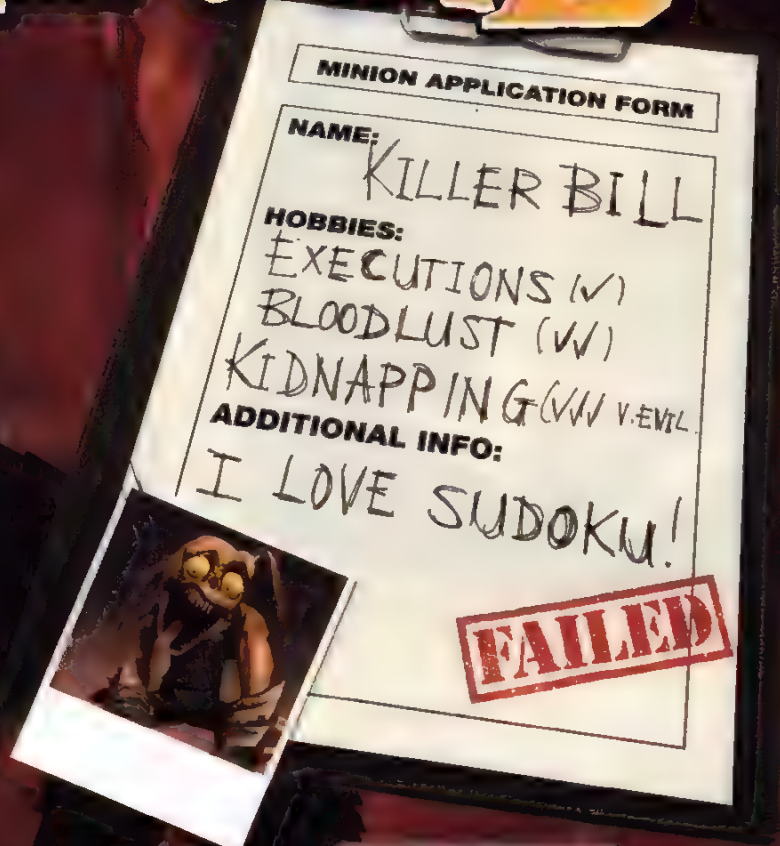 MINION APPLICATION FORM
NAME:
KILLER BILL
HOBBIES:
EXECUTIONS (✓)
BLOODLUST (✓✓)
KIDNAPPING (✓✓✓ V.EVIL
ADDITIONAL INFO:
I LOVE SUDOKU!
FAILED